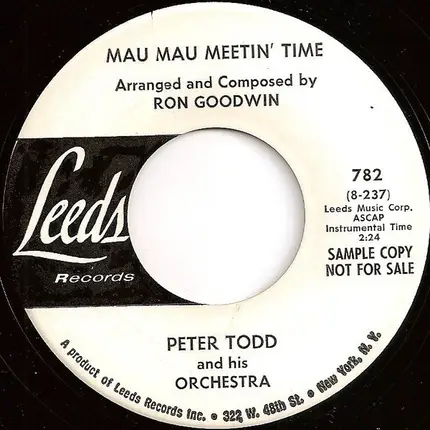 MAU MAU MEETIN' TIME
Arranged and Composed by
RON GOODWIN
Leeds
Records
782
(8-237)
Leeds Music Corp.
ASCAP
Instrumental Time
2:24
SAMPLE COPY
NOT FOR SALE
PETER TODD
and his
ORCHESTRA
A product of Leeds Records Inc. • 322 W. 48th St. • New York, N. Y.